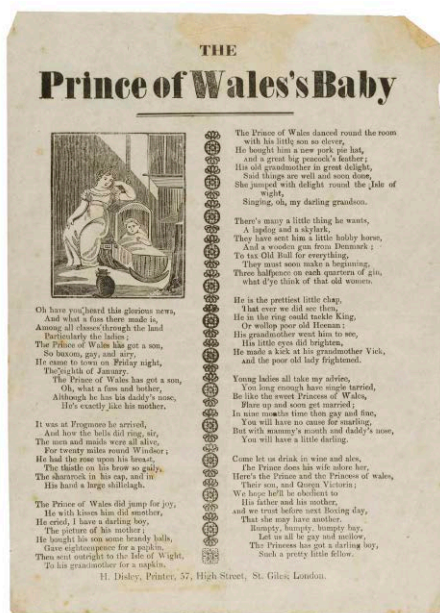 THE
Prince of Wales's Baby
Oh have you heard this glorious news,
And what a fuss there made is,
Among all classes through the land
Particularly the ladies;
The Prince of Wales has got a son,
So buxom, gay, and airy,
He came to town on Friday night,
The eighth of January.
The Prince of Wales has got a son,
Oh, what a fuss and bother,
Although he has his daddy's nose,
He's exactly like his mother.
It was at Frogmore he arrived,
And how the bells did ring, sir,
The men and maids were all alive,
For twenty miles round Windsor;
He had the rose upon his breast,
The thistle on his brow so gaily,
The shamrock in his cap, and in
His hand a large shillelagh.
The Prince of Wales did jump for joy,
He with kisses him did smother,
He cried, I have a darling boy,
The picture of his mother;
He bought his son some brandy balls,
Gave eighteenpence for a napkin,
Then sent outright to the Isle of Wight,
To his grandmother for a napkin,
The Prince of Wales danced round the room
with his little son so clever,
He bought him a new pork pie hat,
and a great big peacock's feather;
His old grandmother in great delight,
Said things are well and soon done,
She jumped with delight round the Isle of
wight,
Singing, oh, my darling grandson.
There's many a little thing he wants,
A lapdog and a skylark,
They have sent him a little hobby horse,
And a wooden gun from Denmark;
To tax Old Bull for everything,
They must soon make a beginning,
Three halfpence on each quartern of gin,
what d'ye think of that old women.
He is the prettiest little chap,
That ever we did see then,
He in the ring could tackle King,
Or wollop poor old Heenan;
His grandmother went him to see,
His little eyes did brighten,
He made a kick at his grandmother Vick,
and the poor old lady frightened.
Young ladies all take my advice,
You long enough have single tarried,
Be like the sweet Princess of Wales,
Flare up and soon get married;
In nine months time then gay and fine,
You will have no cause for snarling,
But with mammy's mouth and daddy's nose,
You will have a little darling.
Come let us drink in wine and ales,
The Prince does his wife adore her,
Here's the Prince and the Princess of wales,
Their son, and Queen Victoria;
We hope he'll be obedient to
His father and his mother,
and we trust before next Boxing day,
That she may have another.
Rumpty, bumpty, bumpty bay,
Let us all be gay and mellow,
The Princess has got a darling boy,
Such a pretty little fellow.
H. Disley, Printer, 57, High Street, St. Giles; London.